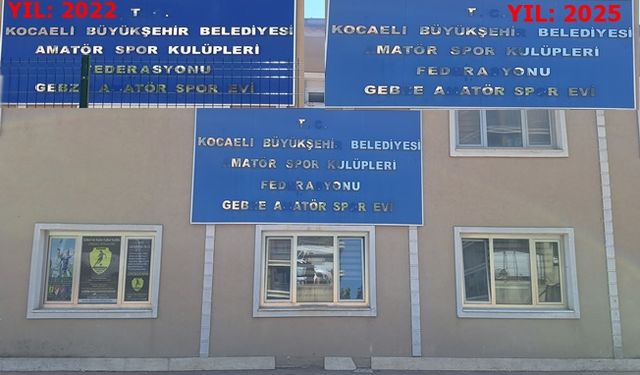 YIL: 2022
KOCAELİ BÜYÜKŞEHİR BELEDİYESİ
AMATÖR SPOR KULÜPLERİ
FEDERASYONU
GEBZE AMATÖR SPOR EVİ
YIL: 2025
T.C.
KOCAELİ BÜYÜKŞEHİR BELEDİYESİ
AMATÖR SPOR KULÜPLERİ
FEDERASYONU
GEBZE AMATÖR SPOR EVİ
T.C.
KOCAELİ BÜYÜKŞEHİR BELEDİYESİ
AMATÖR SPOR KULÜPLERİ
FEDERASYONU
GEBZE AMATÖR SPOR EVİ